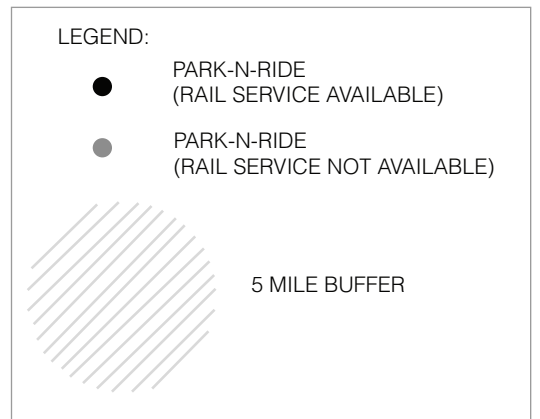 LEGEND:
PARK-N-RIDE
(RAIL SERVICE AVAILABLE)
PARK-N-RIDE
(RAIL SERVICE NOT AVAILABLE)
5 MILE BUFFER